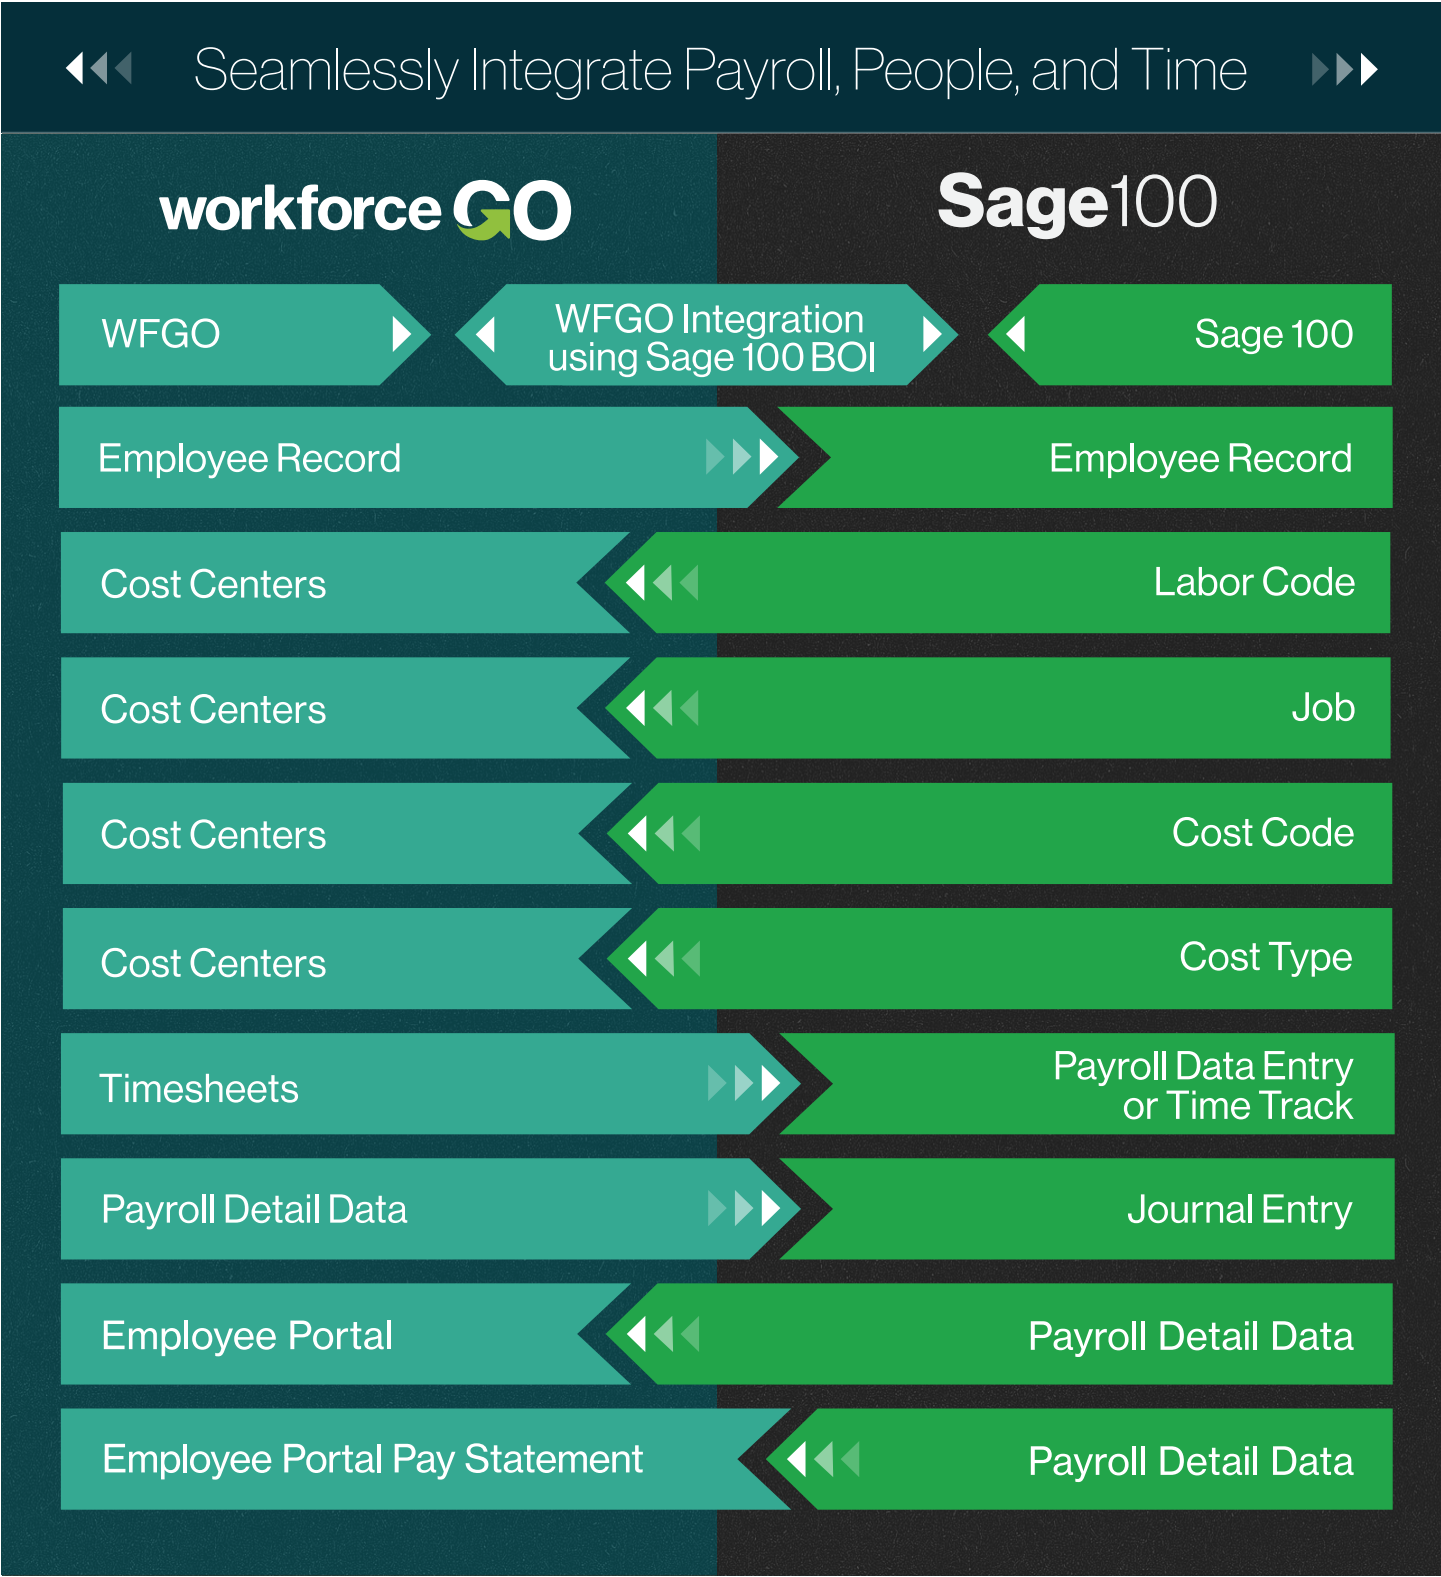 Seamlessly Integrate Payroll, People, and Time
workforce GO
Sage100
WFGO
WFGO Integration
using Sage 100 BOI
Sage 100
Employee Record
Employee Record
Cost Centers
Labor Code
Cost Centers
Job
Cost Centers
Cost Code
Cost Centers
Cost Type
Timesheets
Payroll Data Entry
or Time Track
Payroll Detail Data
Journal Entry
Employee Portal
Payroll Detail Data
Employee Portal Pay Statement
Payroll Detail Data